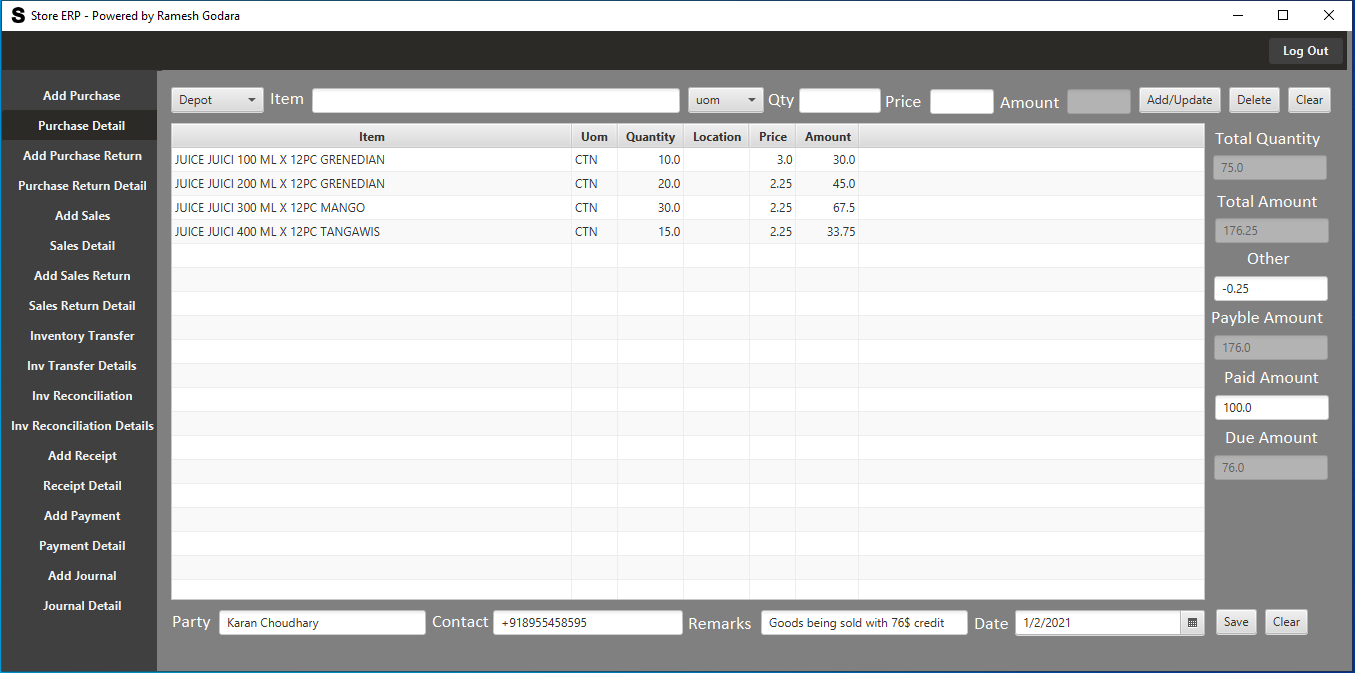 S Store ERP - Powered by Ramesh Godara
Log Out
Add Purchase
Purchase Detail
Add Purchase Return
Purchase Return Detail
Add Sales
Sales Detail
Add Sales Return
Sales Return Detail
Inventory Transfer
Inv Transfer Details
Inv Reconciliation
Inv Reconciliation Details
Add Receipt
Receipt Detail
Add Payment
Payment Detail
Add Journal
Journal Detail
Depot Item uom Qty Price Amount Add/Update Delete Clear
Item Uom Quantity Location Price Amount
JUICE JUICI 100 ML X 12PC GRENEDIAN CTN 10.0 3.0 30.0
JUICE JUICI 200 ML X 12PC GRENEDIAN CTN 20.0 2.25 45.0
JUICE JUICI 300 ML X 12PC MANGO CTN 30.0 2.25 67.5
JUICE JUICI 400 ML X 12PC TANGAWIS CTN 15.0 2.25 33.75
Total Quantity
75.0
Total Amount
176.25
Other
-0.25
Payble Amount
176.0
Paid Amount
100.0
Due Amount
76.0
Party Karan Choudhary Contact +918955458595 Remarks Goods being sold with 76$ credit Date 1/2/2021 Save Clear